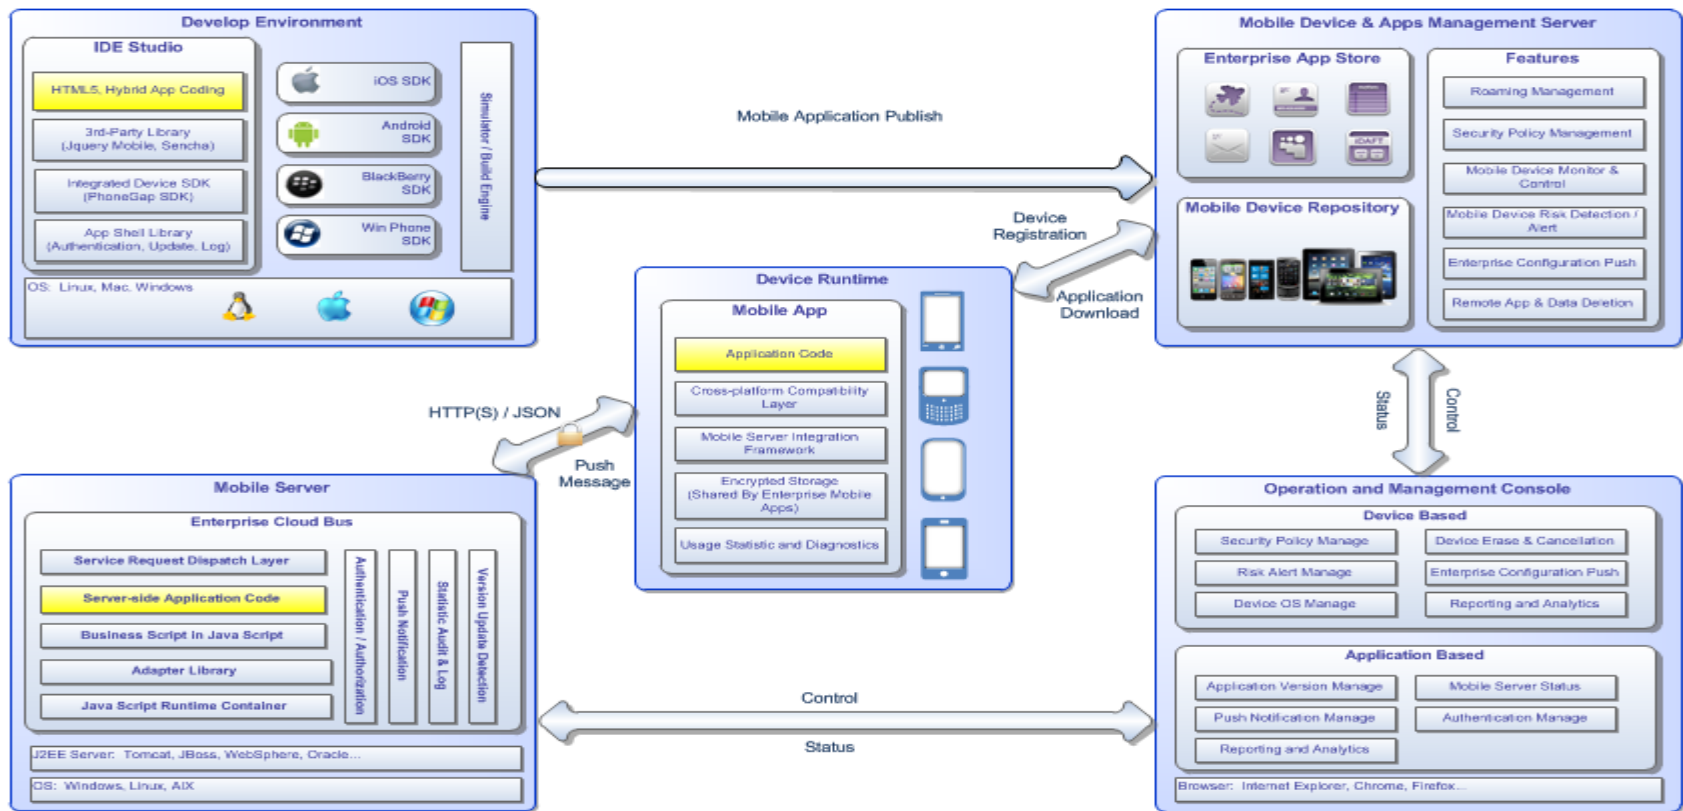 Develop Environment
IDE Studio
HTML5, Hybrid App Coding
3rd-Party Library
(Jquery Mobile, Sencha)
Integrated Device SDK
(PhoneGap SDK)
App Shell Library
(Authentication, Update, Log)
iOS SDK
Android
SDK
BlackBerry
SDK
Win Phone
SDK
Simulator / Build Engine
OS: Linux, Mac, Windows
Mobile Application Publish
Mobile Device & Apps Management Server
Enterprise App Store
IDAFT
Mobile Device Repository
Features
Roaming Management
Security Policy Management
Mobile Device Monitor &
Control
Mobile Device Risk Detection /
Alert
Enterprise Configuration Push
Remote App & Data Deletion
Device
Registration
Application
Download
Device Runtime
Mobile App
Application Code
Cross-platform Compatibility
Layer
Mobile Server Integration
Framework
Encrypted Storage
(Shared By Enterprise Mobile
Apps)
Usage Statistic and Diagnostics
HTTP(S) / JSON
Push
Message
Status
Control
Mobile Server
Enterprise Cloud Bus
Service Request Dispatch Layer
Server-side Application Code
Business Script in Java Script
Adapter Library
Java Script Runtime Container
Authentication / Authorization
Push Notification
Statistic Audit & Log
Version Update Detection
J2EE Server: Tomcat, JBoss, WebSphere, Oracle...
OS: Windows, Linux, AIX
Control
Status
Operation and Management Console
Device Based
Security Policy Manage
Device Erase & Cancellation
Risk Alert Manage
Enterprise Configuration Push
Device OS Manage
Reporting and Analytics
Application Based
Application Version Manage
Mobile Server Status
Push Notification Manage
Authentication Manage
Reporting and Analytics
Browser: Internet Explorer, Chrome, Firefox...